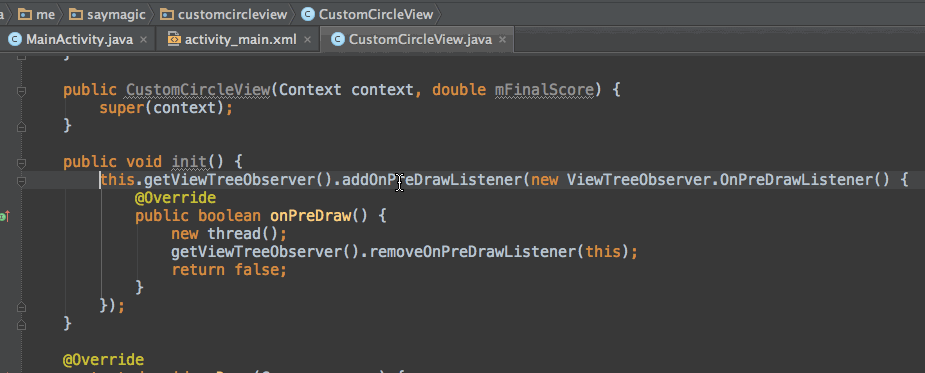 me saymagic customcircleview CustomCircleView
MainActivity.java × activity_main.xml × CustomCircleView.java ×
public CustomCircleView(Context context, double mFinalScore) {
super(context);
}
public void init() {
this.getViewTreeObserver().addOnPreDrawListener(new ViewTreeObserver.OnPreDrawListener() {
@Override
public boolean onPreDraw() {
new thread();
getViewTreeObserver().removeOnPreDrawListener(this);
return false;
}
});
}
@Override